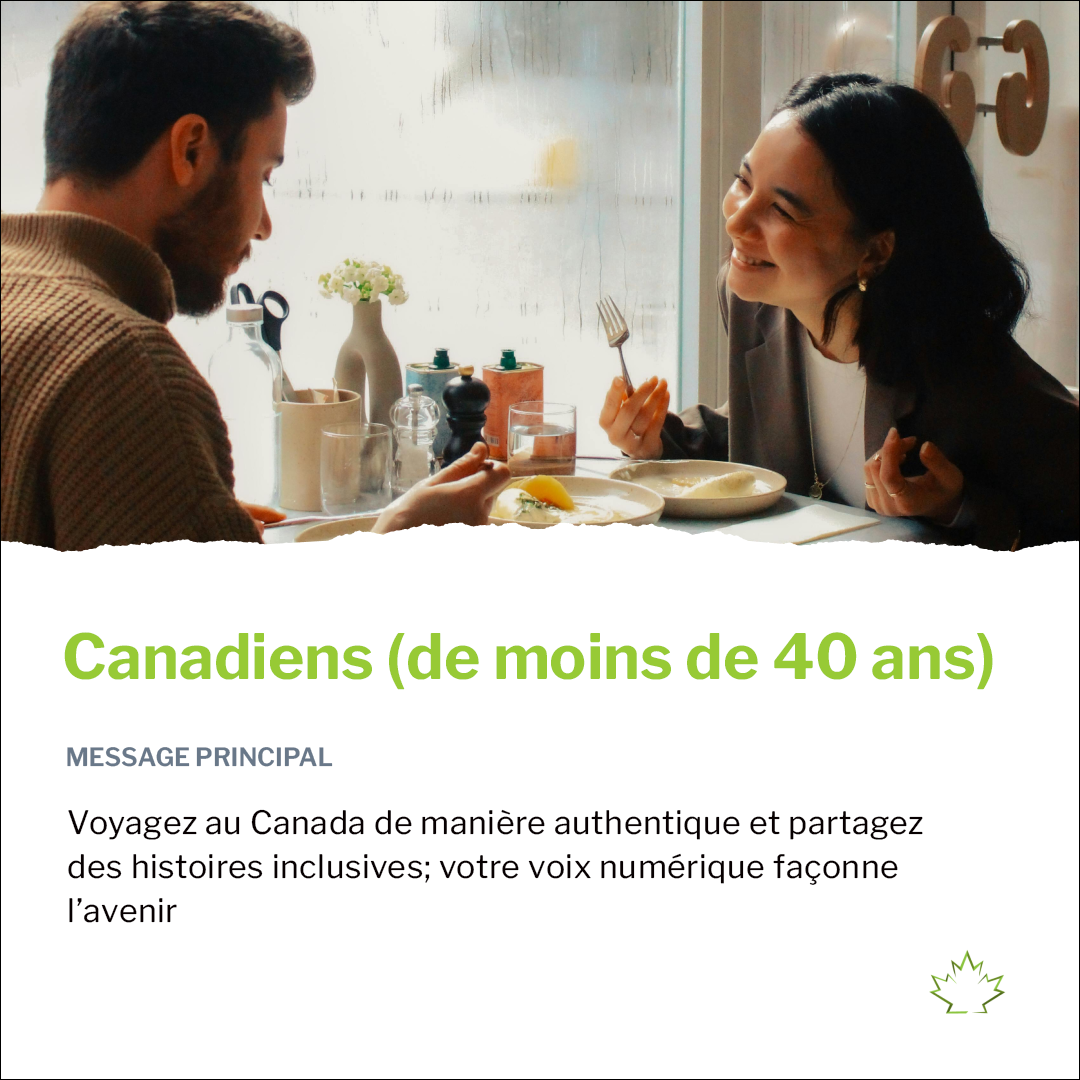 Canadiens (de moins de 40 ans)
MESSAGE PRINCIPAL
Voyagez au Canada de manière authentique et partagez
des histoires inclusives; votre voix numérique façonne
l’avenir